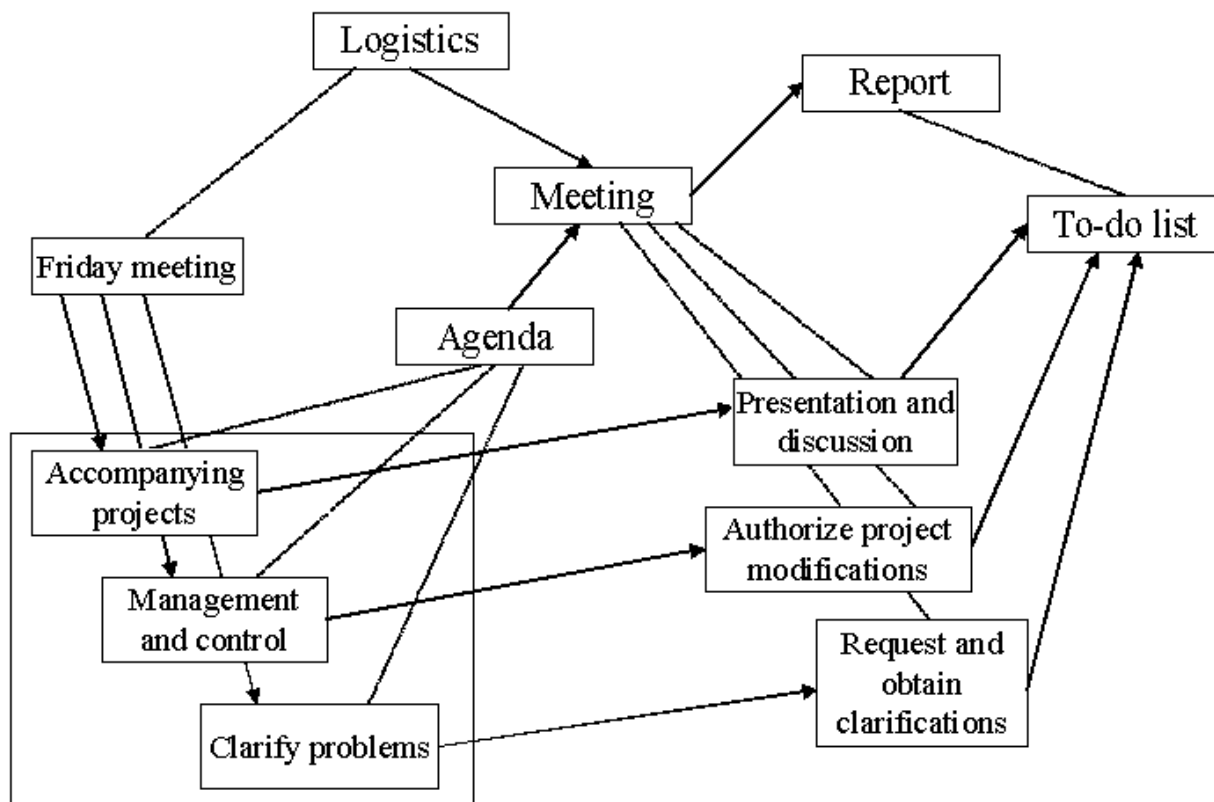 Logistics
Report
Meeting
To-do list
Friday meeting
Agenda
Presentation and
discussion
Accompanying
projects
Authorize project
modifications
Management
and control
Request and
obtain
clarifications
Clarify problems